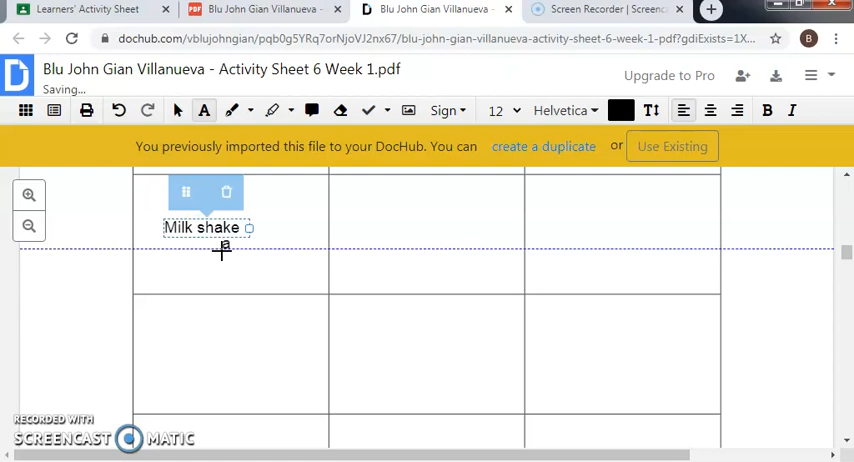 Learners' Activity Sheet
Blu John Gian Villanueva -
Blu John Gian Villanueva -
Screen Recorder | Screenc
dochub.com/vblujohngian/pqb0g5YRq7orNjoVJ2nx67/blu-john-gian-villanueva-activity-sheet-6-week-1-pdf?gdiExists=1X...
B
Blu John Gian Villanueva - Activity Sheet 6 Week 1.pdf
Saving...
Upgrade to Pro
A
Sign
12
Helvetica
B
I
You previously imported this file to your DocHub. You can create a duplicate or Use Existing
Milk shake
a
RECORDED WITH
SCREENCAST MATIC